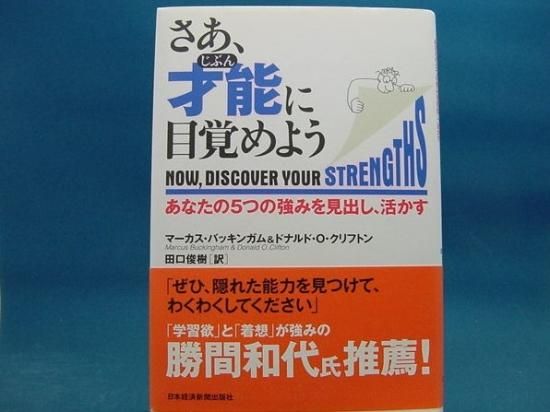 さあ、
じぶん
才能に
目覚めよう
NOW, DISCOVER YOUR STRENGTHS
あなたの5つの強みを見出し、活かす
マーカス・バッキンガム&ドナルド・O・クリフトン
Marcus Buckingham & Donald O. Clifton
田口俊樹[訳]
「ぜひ、隠れた能力を見つけて、
わくわくしてください」
「学習欲」と「着想」が強みの
勝間和代氏推薦!
日本経済新聞出版社